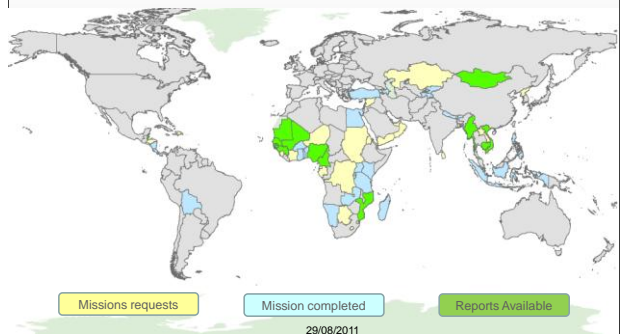 Missions requests
Mission completed
Reports Available
29/08/2011